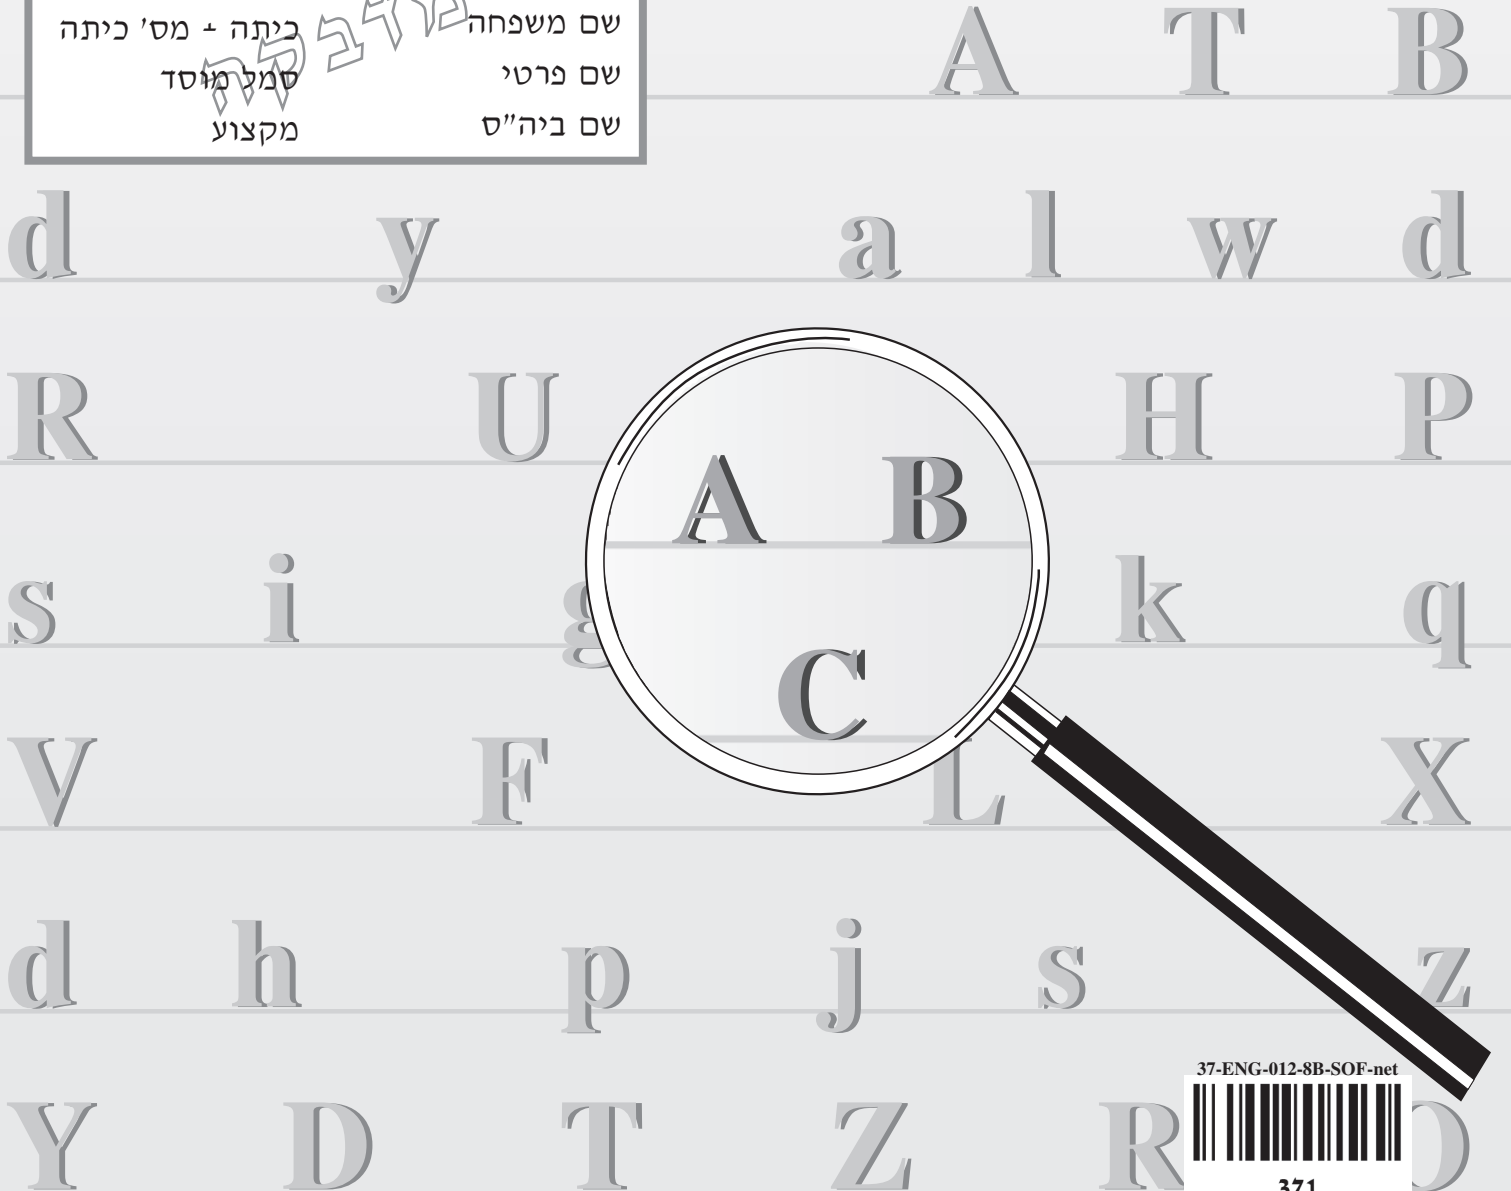 שם משפחה כיתה + מס' כיתה
שם פרטי סמל מוסד
שם ביה"ס מקצוע
מדבקה
A T B
d y a l w d
R U H P
A B
s i g k q
C
V F L X
d h p j s z
37-ENG-012-8B-SOF-net
Y D T Z R
371